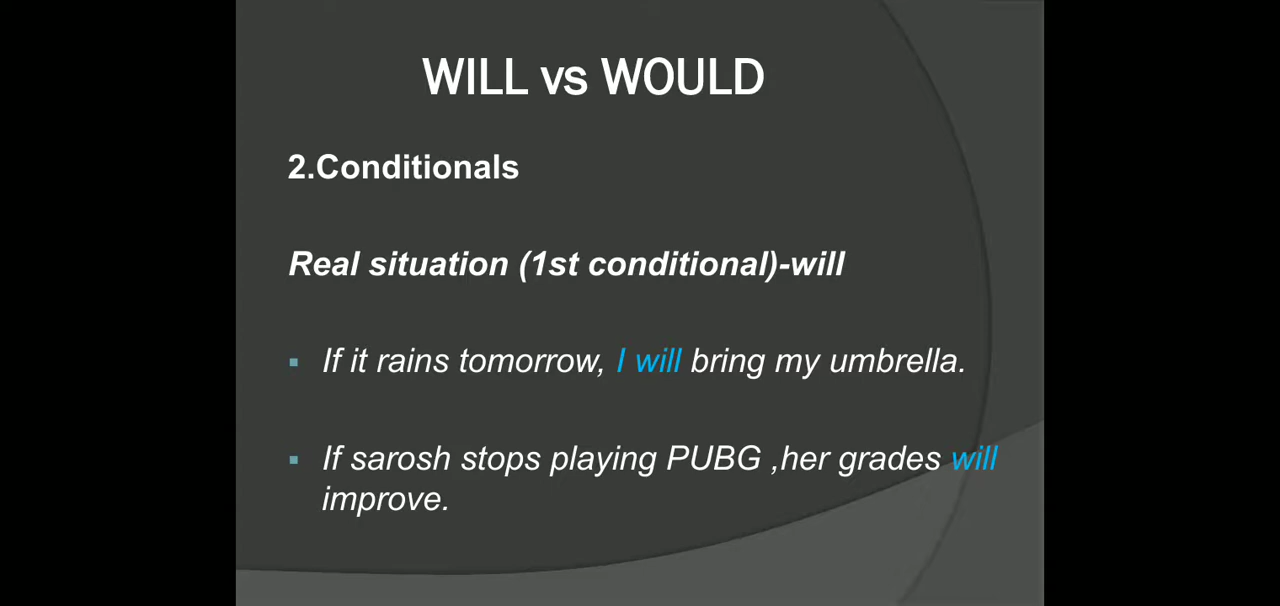 WILL vs WOULD
2.Conditionals
Real situation (1st conditional)-will
▪ If it rains tomorrow, I will bring my umbrella.
▪ If sarosh stops playing PUBG ,her grades will
improve.